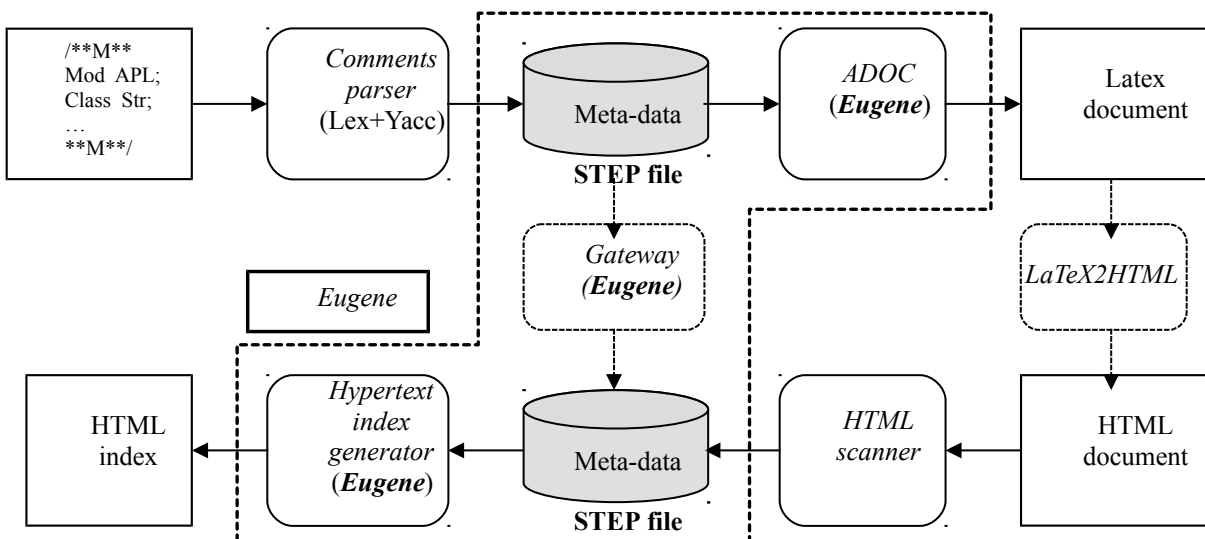 /**M**
Mod APL;
Class Str;
…
**M**/
Comments
parser
(Lex+Yacc)
Meta-data
STEP file
ADOC
(Eugene)
Latex
document
Gateway
(Eugene)
LaTeX2HTML
Eugene
HTML
index
Hypertext
index
generator
(Eugene)
Meta-data
STEP file
HTML
scanner
HTML
document